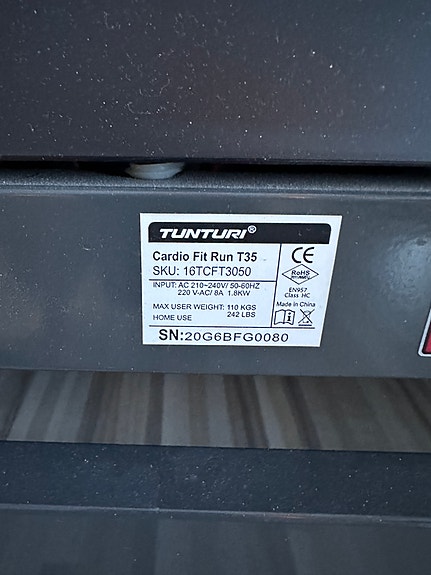 TUNTURI®
Cardio Fit Run T35
SKU: 16TCFT3050
INPUT: AC 210~240V/ 50-60HZ
220 V-AC/ 8A 1.8KW
MAX USER WEIGHT: 110 KGS
HOME USE 242 LBS
CE
RoHS
EN957
Class HC
Made in China
SN:20G6BFG0080